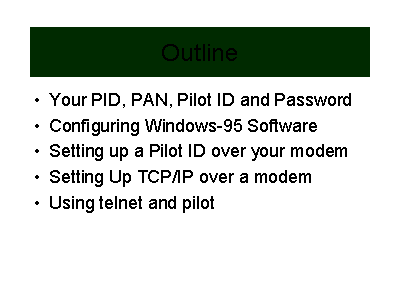 Outline
• Your PID, PAN, Pilot ID and Password
• Configuring Windows-95 Software
• Setting up a Pilot ID over your modem
• Setting Up TCP/IP over a modem
• Using telnet and pilot